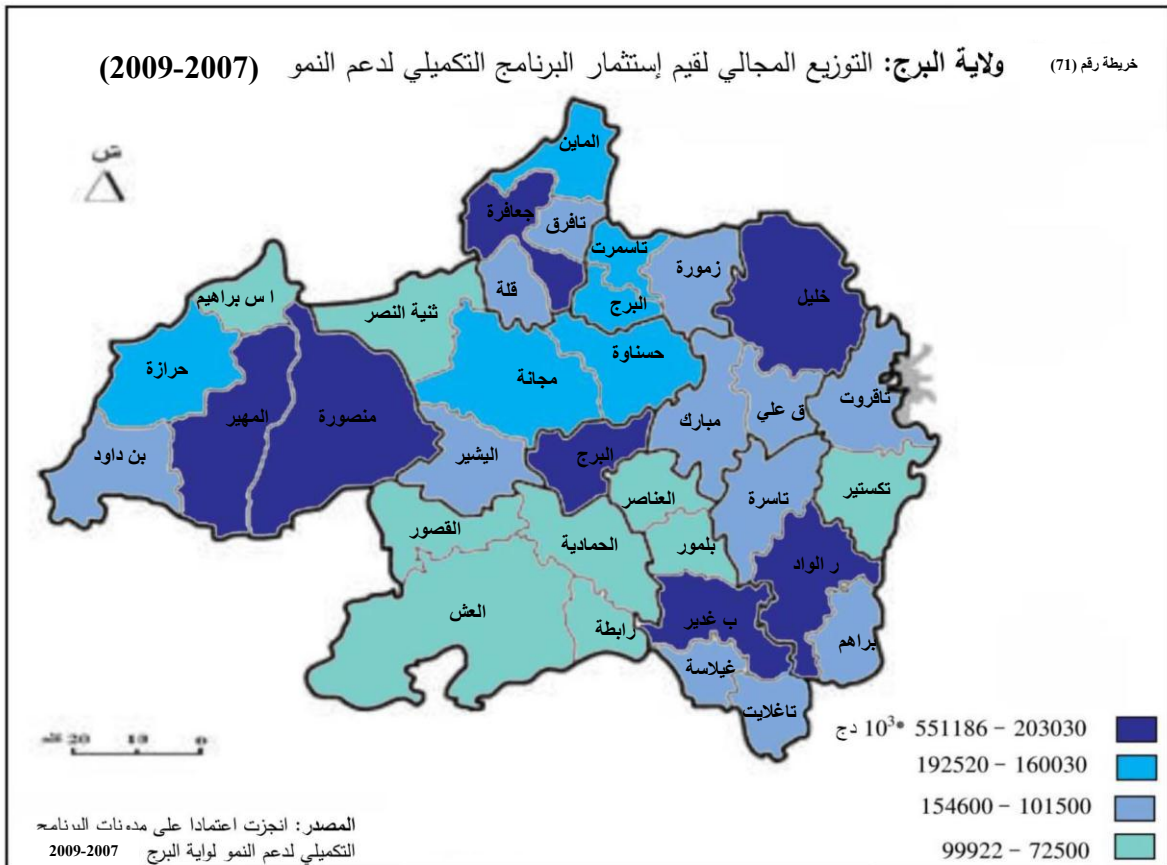 خريطة رقم (71)
ولاية البرج: التوزيع المجالي لقيم إستثمار البرنامج التكميلي لدعم النمو (2009-2007)
ش
الماين
جعافرة
تافرق
تاسمرت
زمورة
خليل
قلة
البرج
ثنية النصر
ا س براهيم
حسناوة
حرازة
مجانة
تاقروت
ق علي
مبارك
منصورة
المهير
بن داود
اليشير
البرج
العناصر
تاسرة
تكستير
القصور
الحمادية
بلمور
ر الواد
العش
رابطة
ب غدير
براهم
غيلاسة
تاغلايت
203030 – 551186 *10³ دج
160030 – 192520
101500 – 154600
72500 – 99922
0 10 20 كلم
المصدر: انجزت اعتمادا على مدونات البرنامج
التكميلي لدعم النمو لواية البرج 2007-2009